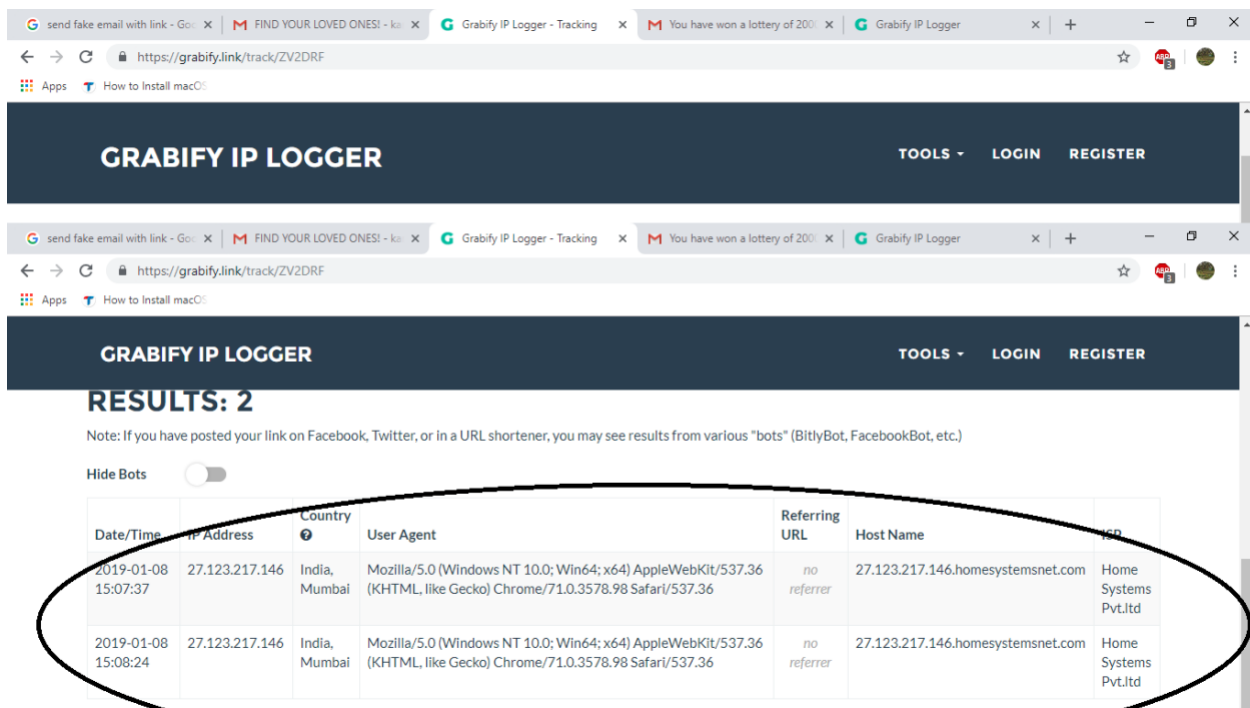 send fake email with link - Goo
FIND YOUR LOVED ONES! - ka
Grabify IP Logger - Tracking
You have won a lottery of 200
Grabify IP Logger
https://grabify.link/track/ZV2DRF
ABP
3
Apps
How to Install macOS
GRABIFY IP LOGGER
TOOLS
LOGIN
REGISTER
send fake email with link - Goo
FIND YOUR LOVED ONES! - ka
Grabify IP Logger - Tracking
You have won a lottery of 200
Grabify IP Logger
https://grabify.link/track/ZV2DRF
ABP
3
Apps
How to Install macOS
GRABIFY IP LOGGER
TOOLS
LOGIN
REGISTER
RESULTS: 2
Note: If you have posted your link on Facebook, Twitter, or in a URL shortener, you may see results from various "bots" (BitlyBot, FacebookBot, etc.)
Hide Bots
Date/Time
IP Address
Country
User Agent
Referring
URL
Host Name
ISP
2019-01-08
15:07:37
27.123.217.146
India,
Mumbai
Mozilla/5.0 (Windows NT 10.0; Win64; x64) AppleWebKit/537.36
(KHTML, like Gecko) Chrome/71.0.3578.98 Safari/537.36
no
referrer
27.123.217.146.homesystemsnet.com
Home
Systems
Pvt.ltd
2019-01-08
15:08:24
27.123.217.146
India,
Mumbai
Mozilla/5.0 (Windows NT 10.0; Win64; x64) AppleWebKit/537.36
(KHTML, like Gecko) Chrome/71.0.3578.98 Safari/537.36
no
referrer
27.123.217.146.homesystemsnet.com
Home
Systems
Pvt.ltd